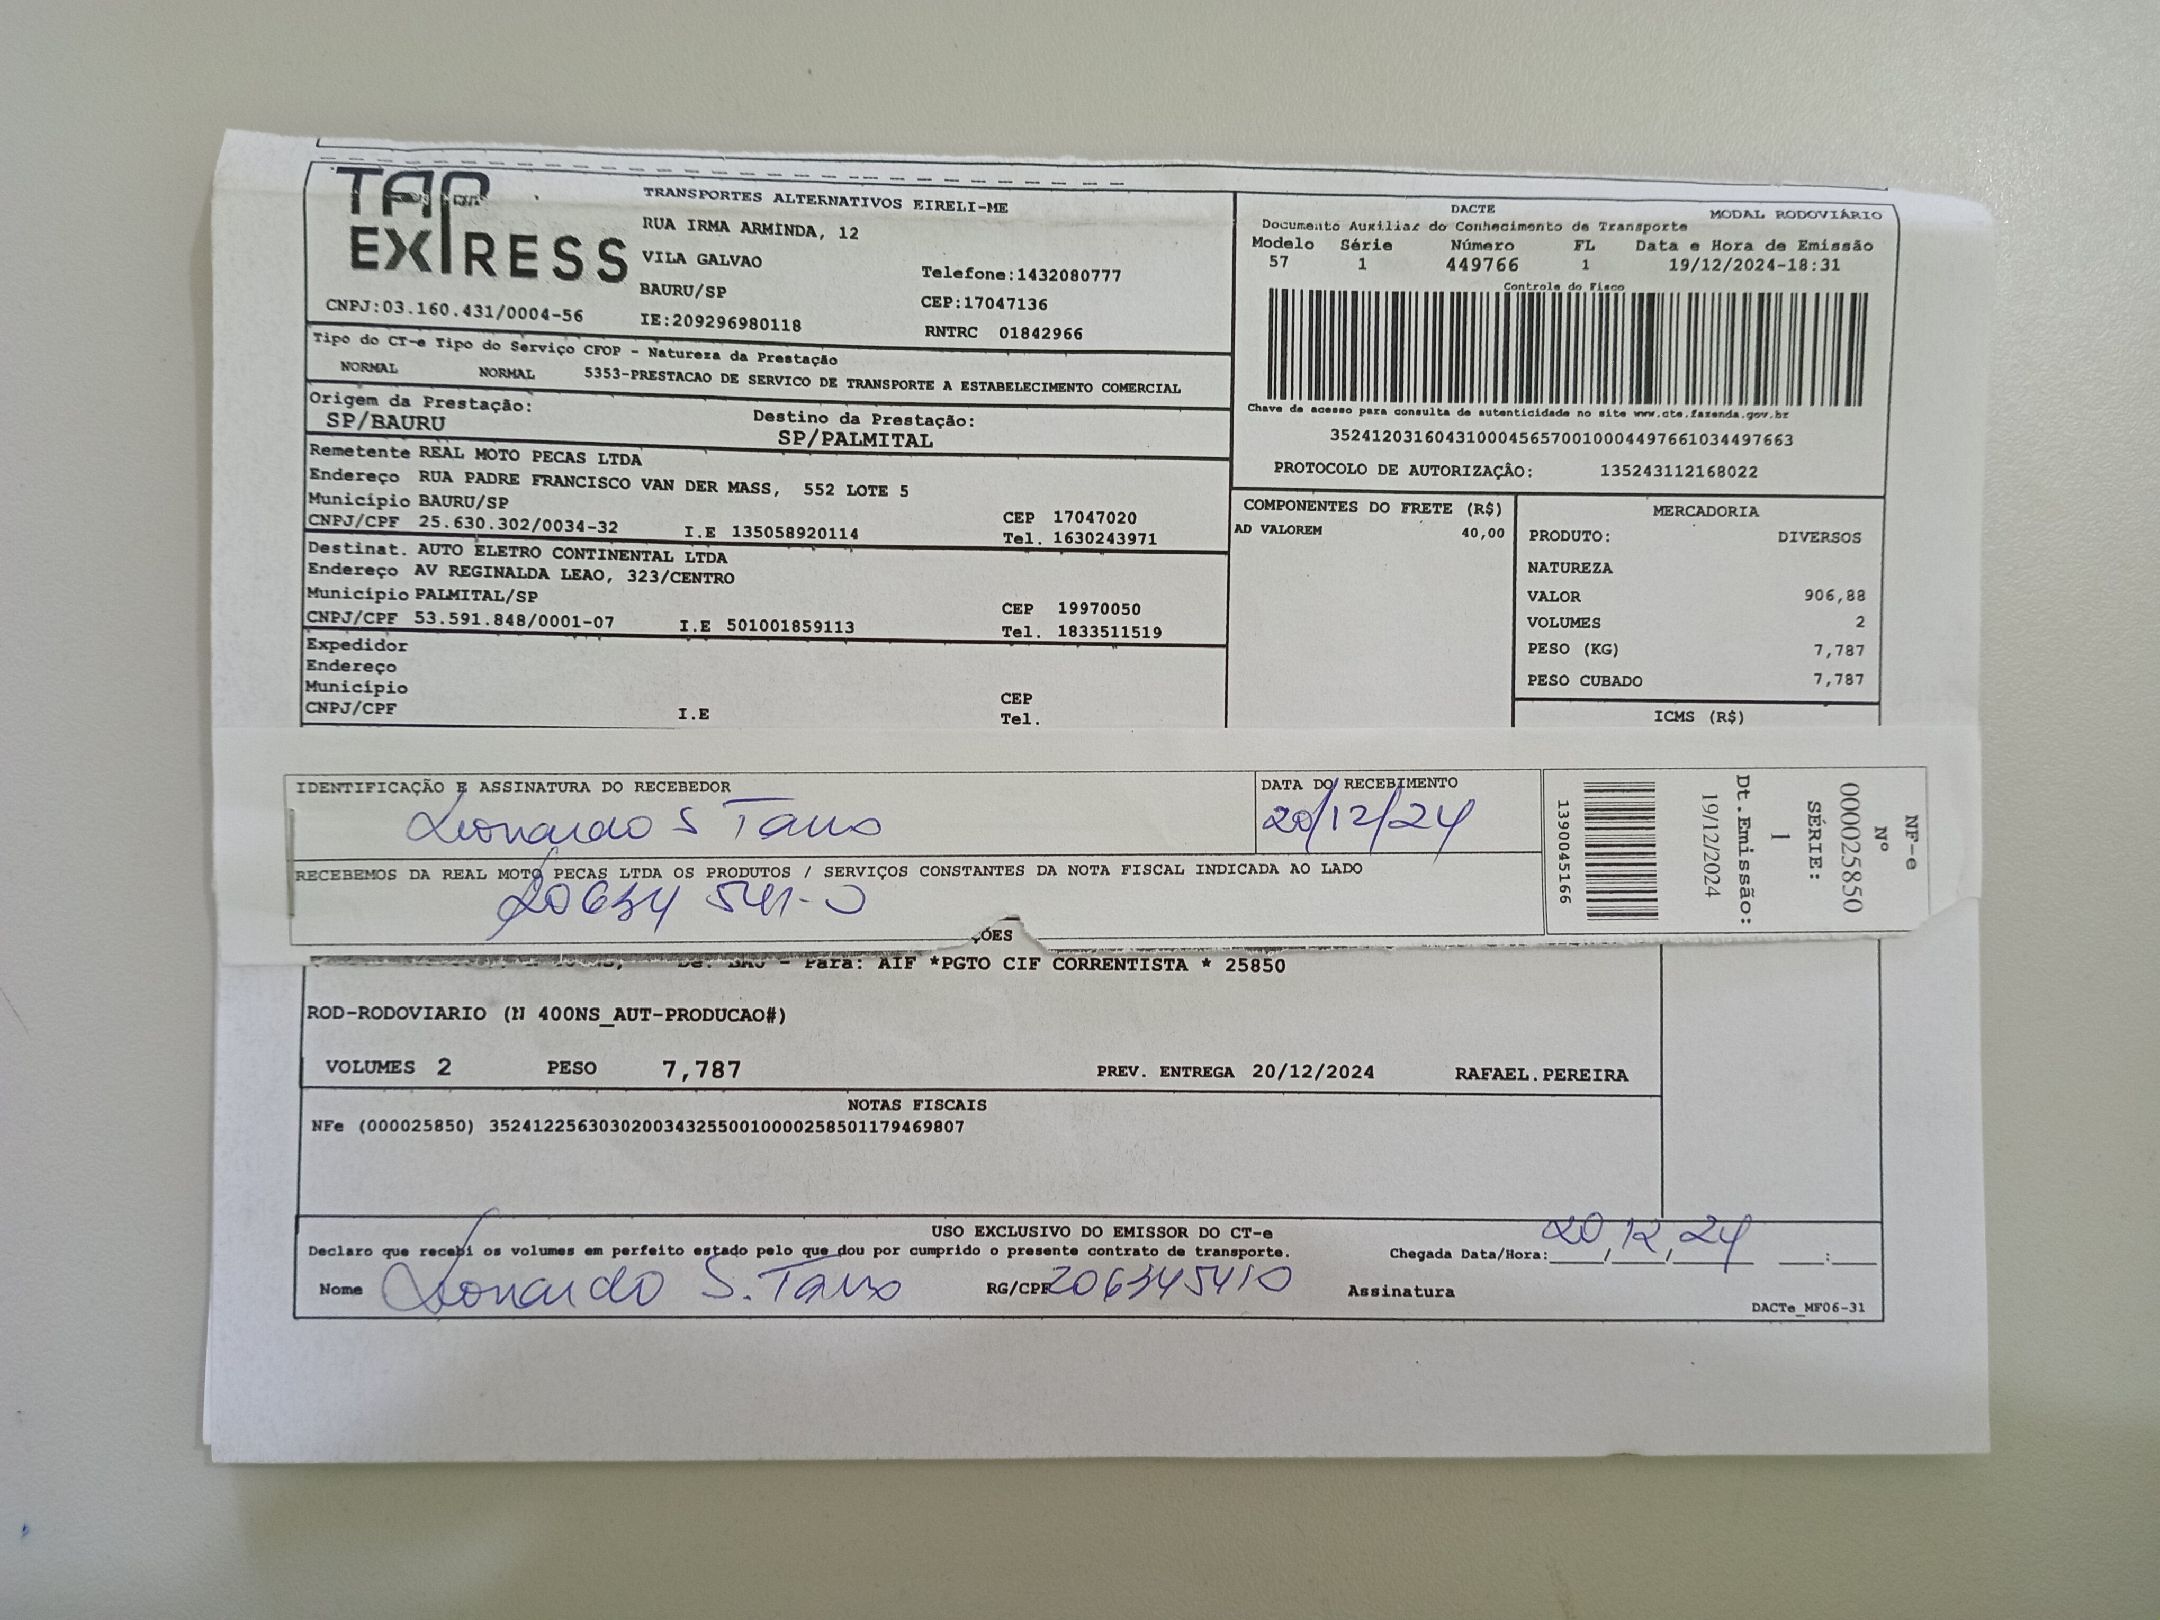 TAP EXPRESS
TRANSPORTES ALTERNATIVOS EIRELI-ME
RUA IRMA ARMINDA, 12
VILA GALVAO
BAURU/SP
IE:209296980118
Telefone:1432080777
CEP:17047136
RNTRC 01842966
CNPJ:03.160.431/0004-56
Tipo do CT-e Tipo do Serviço CFOP - Natureza da Prestação
NORMAL NORMAL 5353-PRESTACAO DE SERVICO DE TRANSPORTE A ESTABELECIMENTO COMERCIAL
Origem da Prestação: Destino da Prestação:
SP/BAURU SP/PALMITAL
Remetente REAL MOTO PECAS LTDA
Endereço RUA PADRE FRANCISCO VAN DER MASS, 552 LOTE 5
Município BAURU/SP CEP 17047020
CNPJ/CPF 25.630.302/0034-32 I.E 135058920114 Tel. 1630243971
Destinat. AUTO ELETRO CONTINENTAL LTDA
Endereço AV REGINALDA LEAO, 323/CENTRO
Município PALMITAL/SP CEP 19970050
CNPJ/CPF 53.591.848/0001-07 I.E 501001859113 Tel. 1833511519
Expedidor
Endereço
Município CEP
CNPJ/CPF I.E Tel.
DACTE MODAL RODOVIÁRIO
Documento Auxiliar do Conhecimento de Transporte
Modelo Série Número FL Data e Hora de Emissão
57 1 449766 1 19/12/2024-18:31
Controle do Fisco
Chave de acesso para consulta de autenticidade no site www.cte.fazenda.gov.br
35241203160431000456570010004497661034497663
PROTOCOLO DE AUTORIZAÇÃO: 135243112168022
COMPONENTES DO FRETE (R$)
AD VALOREM 40,00
MERCADORIA
PRODUTO: DIVERSOS
NATUREZA
VALOR 906,88
VOLUMES 2
PESO (KG) 7,787
PESO CUBADO 7,787
ICMS (R$)
IDENTIFICAÇÃO E ASSINATURA DO RECEBEDOR
Leonardo S
DATA DO RECEBIMENTO
20/12/24
RECEBEMOS DA REAL MOTO PECAS LTDA OS PRODUTOS / SERVIÇOS CONSTANTES DA NOTA FISCAL INDICADA AO LADO
20634541-0
1390045166
NF-e
Nº
000025850
SÉRIE:
1
Dt.Emissão:
19/12/2024
ÇÕES
Para: AIF *PGTO CIF CORRENTISTA * 25850
ROD-RODOVIARIO (N 400NS_AUT-PRODUCAO#)
VOLUMES 2 PESO 7,787 PREV. ENTREGA 20/12/2024 RAFAEL.PEREIRA
NOTAS FISCAIS
NFe (000025850) 35241225630302003432550010000258501179469807
USO EXCLUSIVO DO EMISSOR DO CT-e
Declaro que recebi os volumes em perfeito estado pelo que dou por cumprido o presente contrato de transporte. Chegada Data/Hora: 20/12/24 :
Nome Leonardo S. RG/CPF 206345410 Assinatura
DACTe_MF06-31